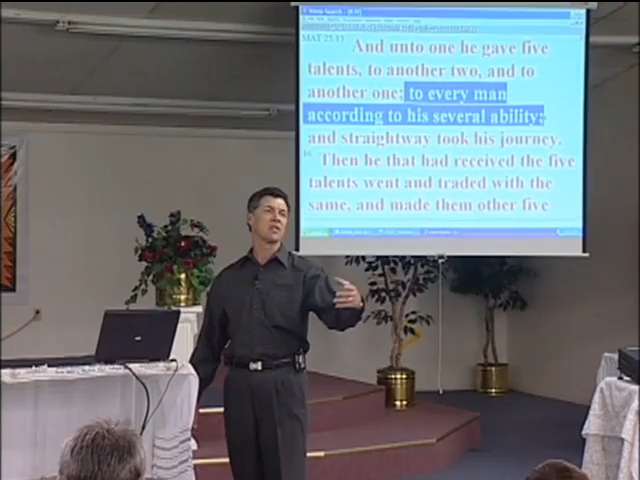 MAT 25:15
And unto one he gave five
talents, to another two, and to
another one; to every man
according to his several ability;
and straightway took his journey.
16
Then he that had received the five
talents went and traded with the
same, and made them other five